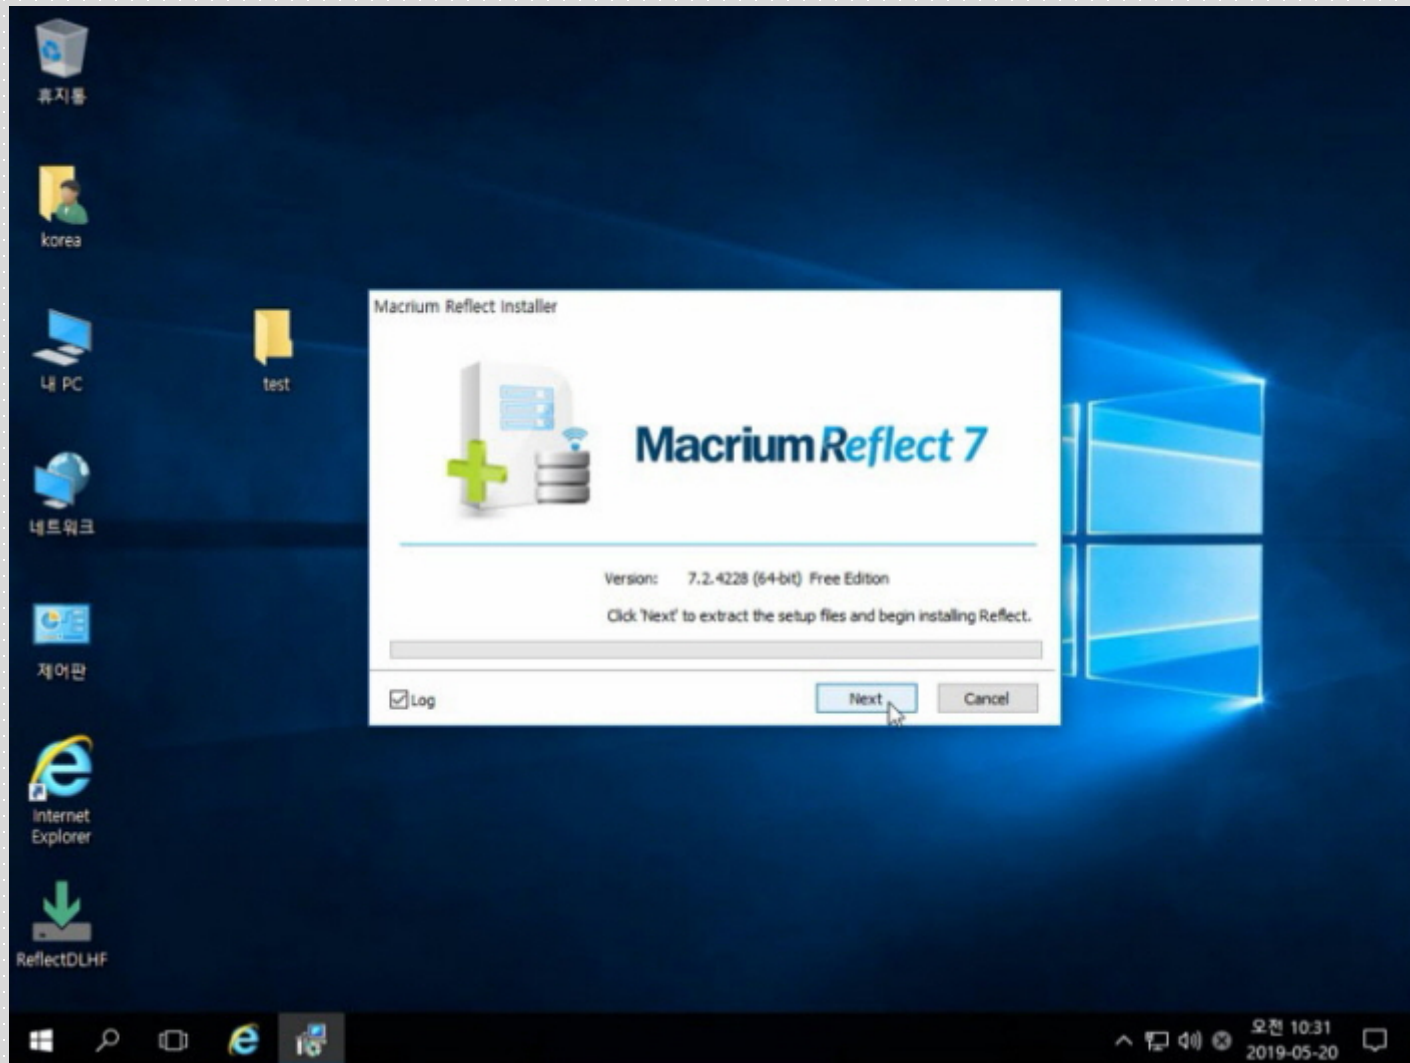 휴지통
korea
내 PC
test
네트워크
제어판
Internet
Explorer
ReflectDLHF
Macrium Reflect Installer
Macrium Reflect 7
Version: 7.2.4228 (64-bit) Free Edition
Click 'Next' to extract the setup files and begin installing Reflect.
Log
Next
Cancel
오전 10:31
2019-05-20